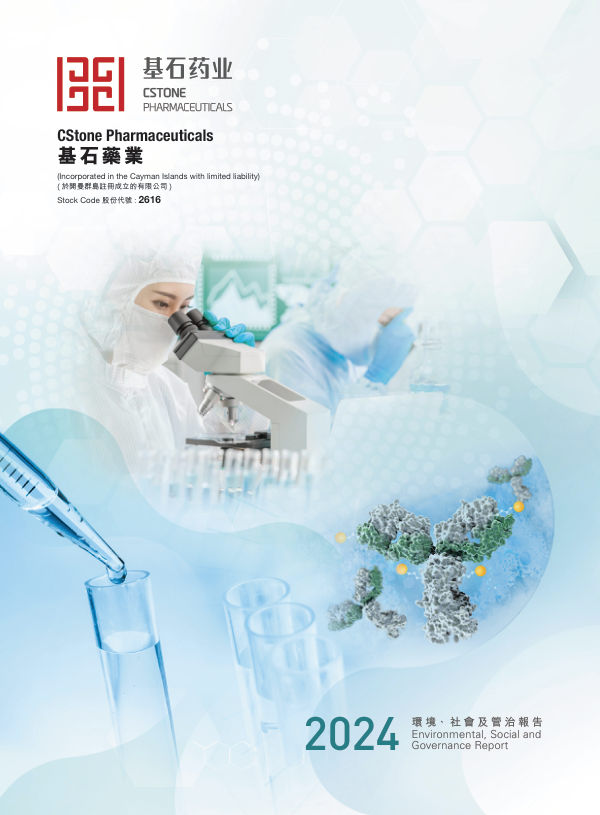 基石药业
CSTONE
PHARMACEUTICALS
CStone Pharmaceuticals
基石藥業
(Incorporated in the Cayman Islands with limited liability)
(於開曼群島註冊成立的有限公司)
Stock Code 股份代號 : 2616
2024
環境、社會及管治報告
Environmental, Social and
Governance Report